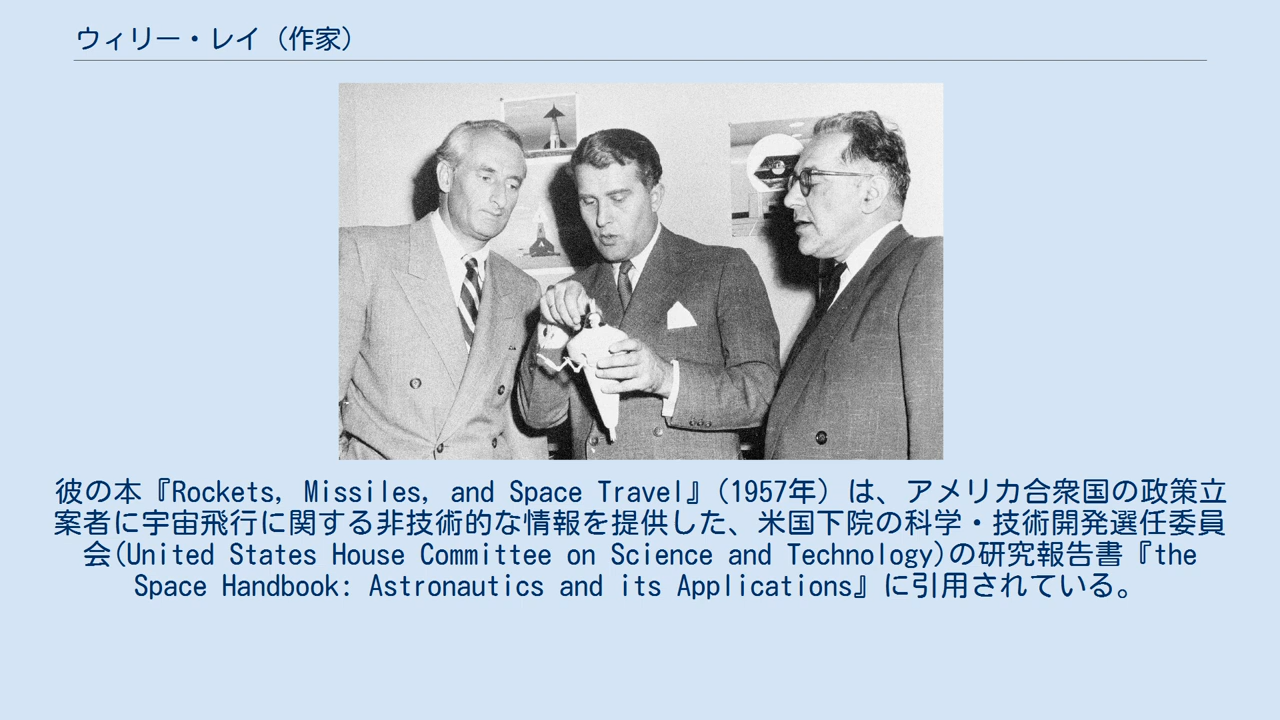 ウィリー・レイ（作家）
彼の本『Rockets, Missiles, and Space Travel』（1957年）は、アメリカ合衆国の政策立
案者に宇宙飛行に関する非技術的な情報を提供した、米国下院の科学・技術開発選任委員
会(United States House Committee on Science and Technology)の研究報告書『the
Space Handbook: Astronautics and its Applications』に引用されている。